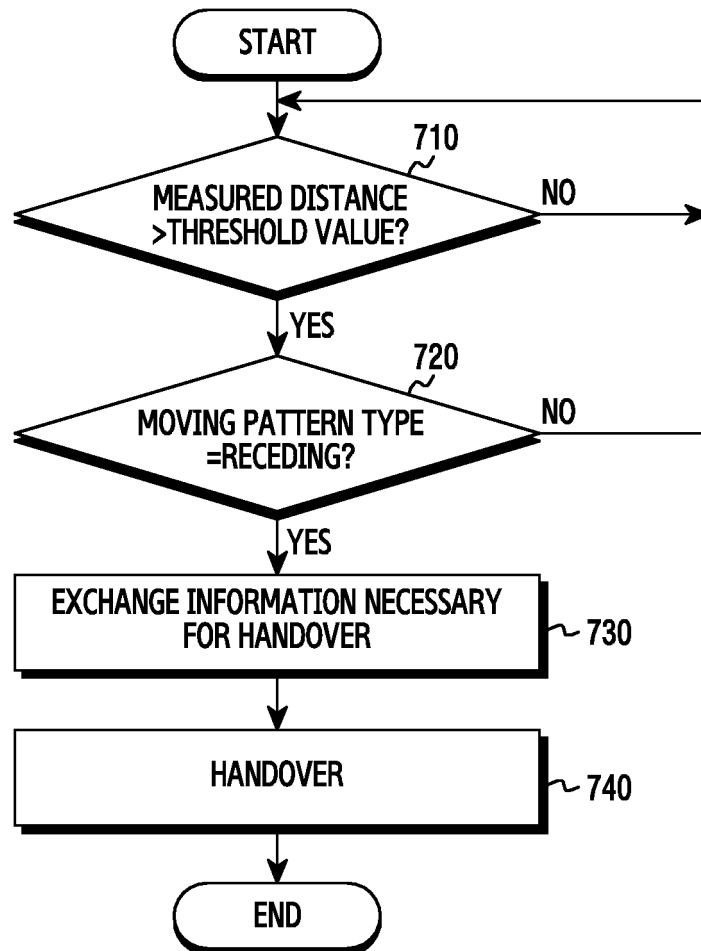 START
710
MEASURED DISTANCE
>THRESHOLD VALUE?
NO
YES
720
MOVING PATTERN TYPE
=RECEDING?
NO
YES
EXCHANGE INFORMATION NECESSARY
FOR HANDOVER
730
HANDOVER
740
END